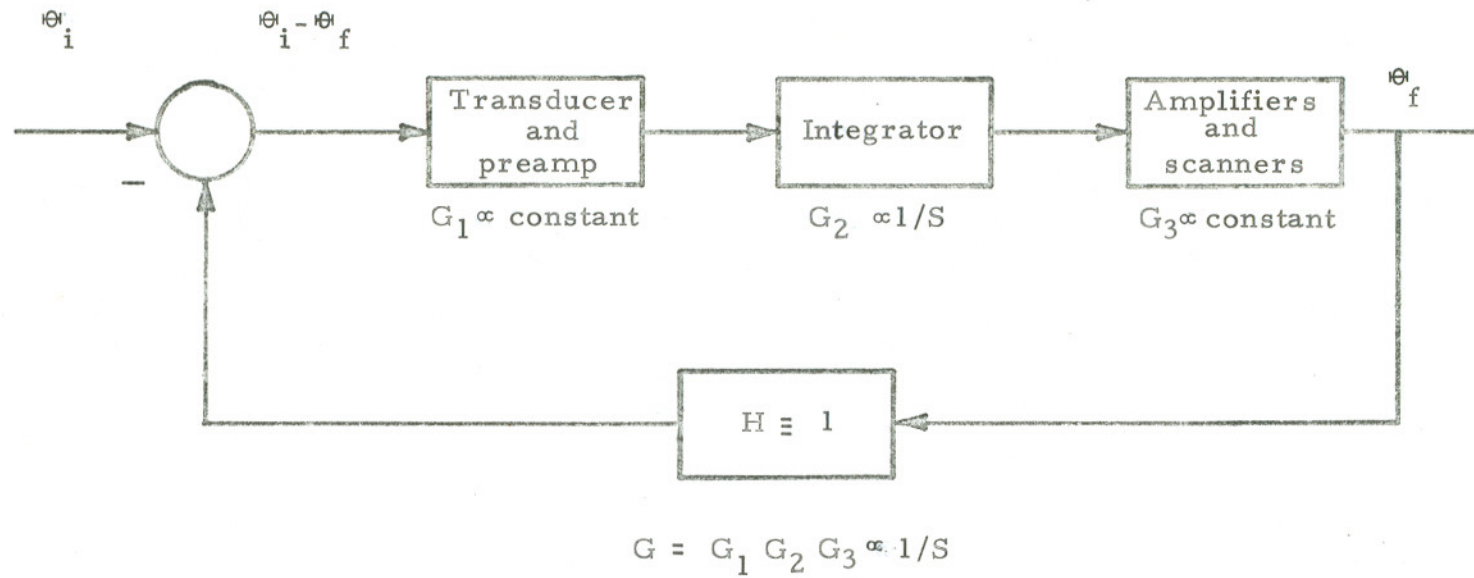 Θi
Θi - Θf
Θf
Transducer
and
preamp
Integrator
Amplifiers
and
scanners
−
G1 ∝ constant
G2 ∝ 1/S
G3 ∝ constant
H ≡ 1
G = G1 G2 G3 ∝ 1/S